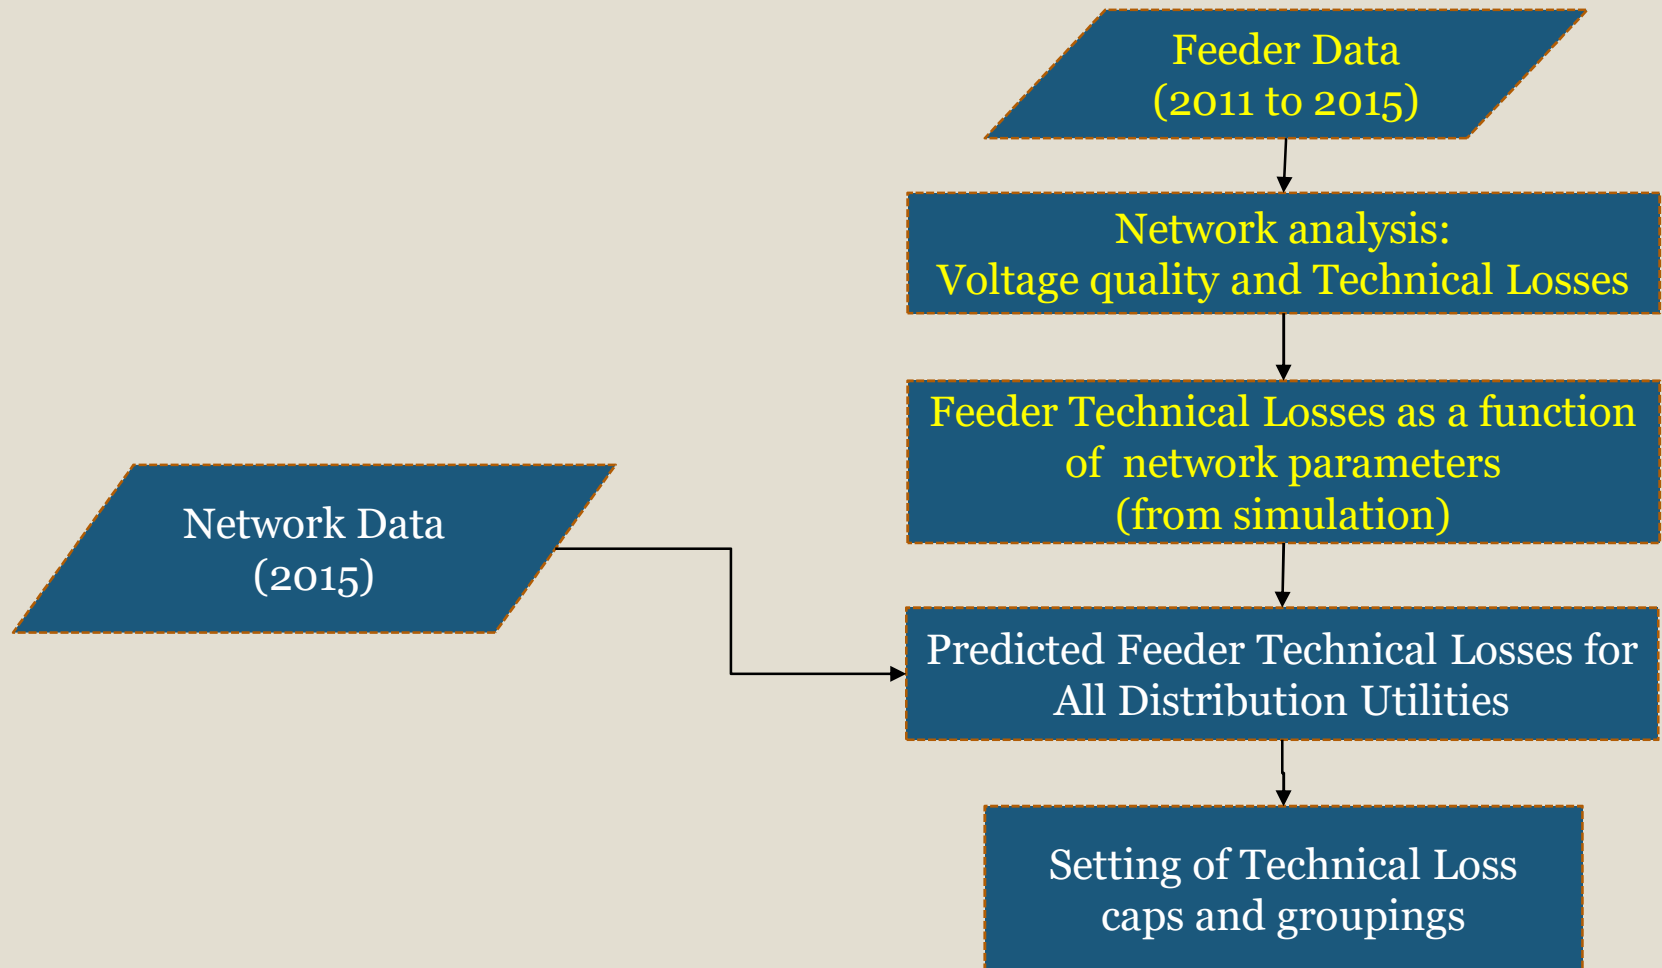 Feeder Data
(2011 to 2015)
Network analysis:
Voltage quality and Technical Losses
Feeder Technical Losses as a function
of network parameters
(from simulation)
Network Data
(2015)
Predicted Feeder Technical Losses for
All Distribution Utilities
Setting of Technical Loss
caps and groupings